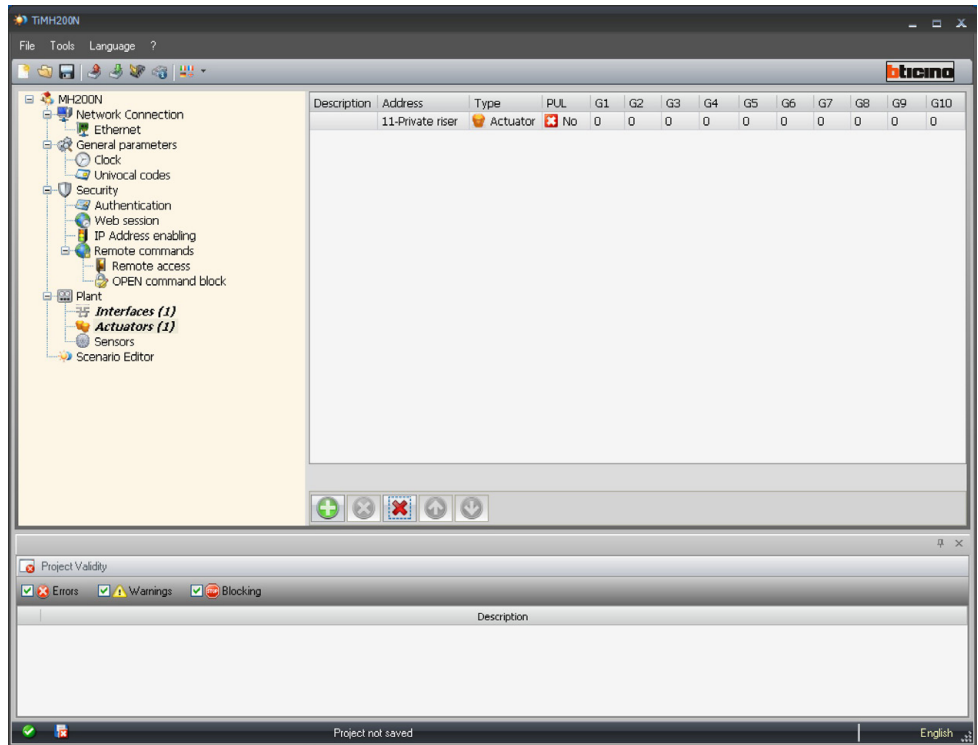 TiMH200N
File Tools Language ?
bticino
MH200N
Network Connection
Ethernet
General parameters
Clock
Univocal codes
Security
Authentication
Web session
IP Address enabling
Remote commands
Remote access
OPEN command block
Plant
Interfaces (1)
Actuators (1)
Sensors
Scenario Editor
Description Address Type PUL G1 G2 G3 G4 G5 G6 G7 G8 G9 G10
11-Private riser Actuator No 0 0 0 0 0 0 0 0 0 0
Project Validity
Errors Warnings Blocking
Description
Project not saved English